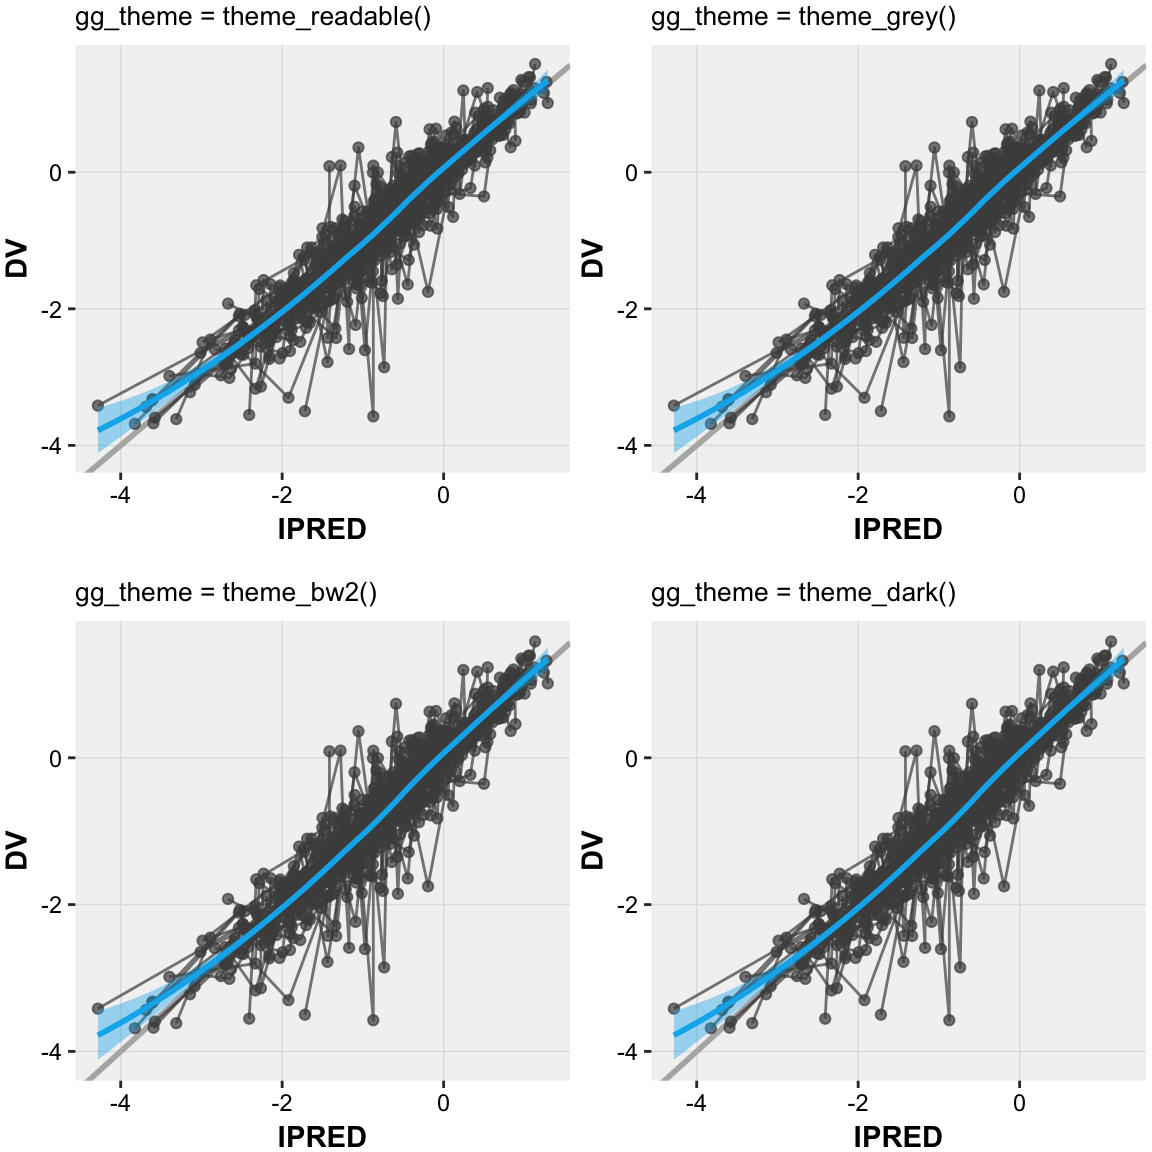 gg_theme = theme_readable()
DV
0
-2
-4
-4 -2 0
IPRED
gg_theme = theme_grey()
DV
0
-2
-4
-4 -2 0
IPRED
gg_theme = theme_bw2()
DV
0
-2
-4
-4 -2 0
IPRED
gg_theme = theme_dark()
DV
0
-2
-4
-4 -2 0
IPRED